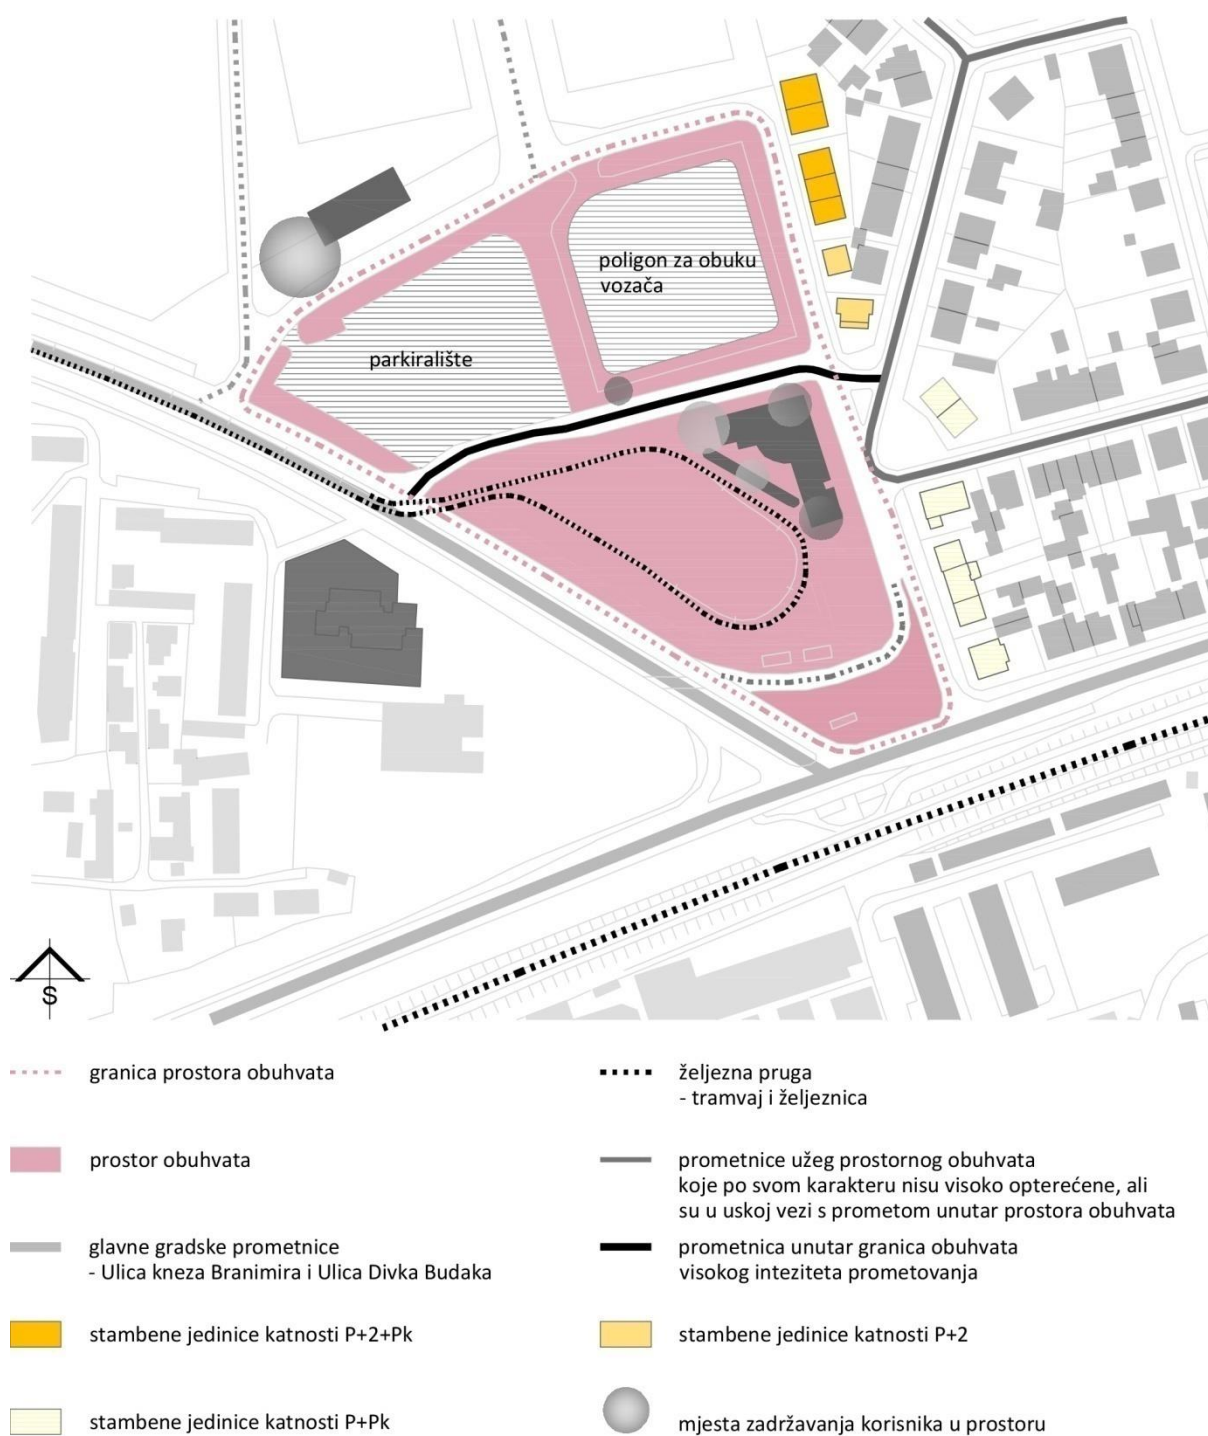 poligon za obuku
vozača
parkiralište
S
granica prostora obuhvata
željezna pruga
- tramvaj i željeznica
prostor obuhvata
prometnice užeg prostornog obuhvata
koje po svom karakteru nisu visoko opterećene, ali
su u uskoj vezi s prometom unutar prostora obuhvata
glavne gradske prometnice
- Ulica kneza Branimira i Ulica Divka Budaka
prometnica unutar granica obuhvata
visokog inteziteta prometovanja
stambene jedinice katnosti P+2+Pk
stambene jedinice katnosti P+2
stambene jedinice katnosti P+Pk
mjesta zadržavanja korisnika u prostoru